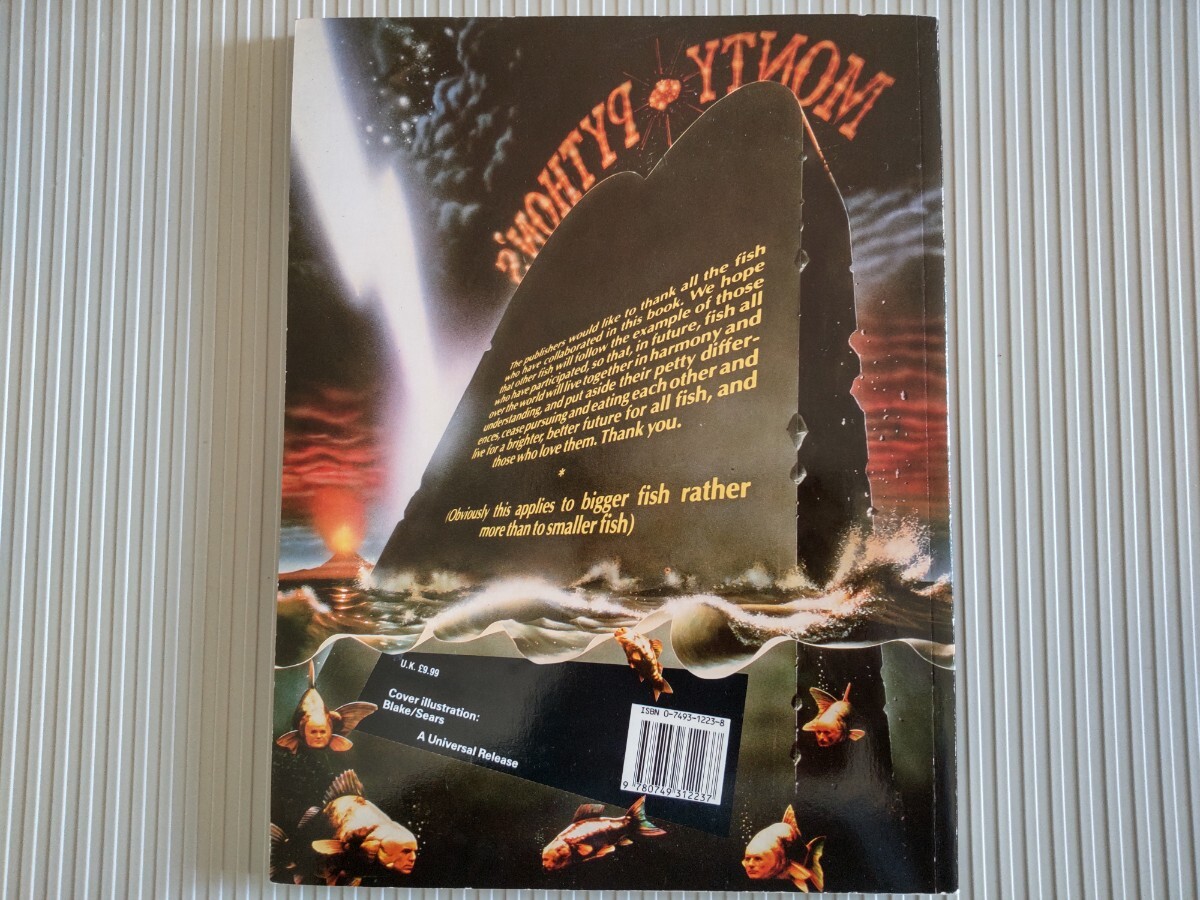 MONTY PYTHON'S
The publishers would like to thank all the fish
who have collaborated in this book. We hope
that other fish will follow the example of those
who have participated, so that, in future, fish all
over the world will live together in harmony and
understanding, and put aside their petty differ-
ences, cease pursuing and eating each other and
live for a brighter, better future for all fish, and
those who love them. Thank you.
*
(Obviously this applies to bigger fish rather
more than to smaller fish)
U.K. £9.99
Cover illustration:
Blake/Sears
A Universal Release
ISBN 0-7493-1223-8
9 780749 312237